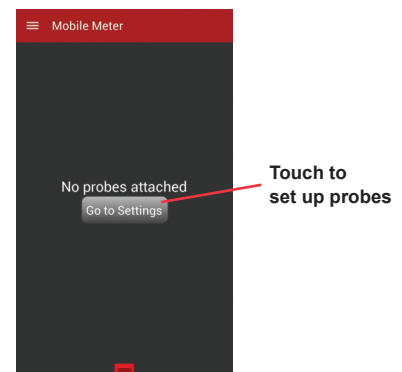 Mobile Meter
No probes attached
Go to Settings
Touch to
set up probes